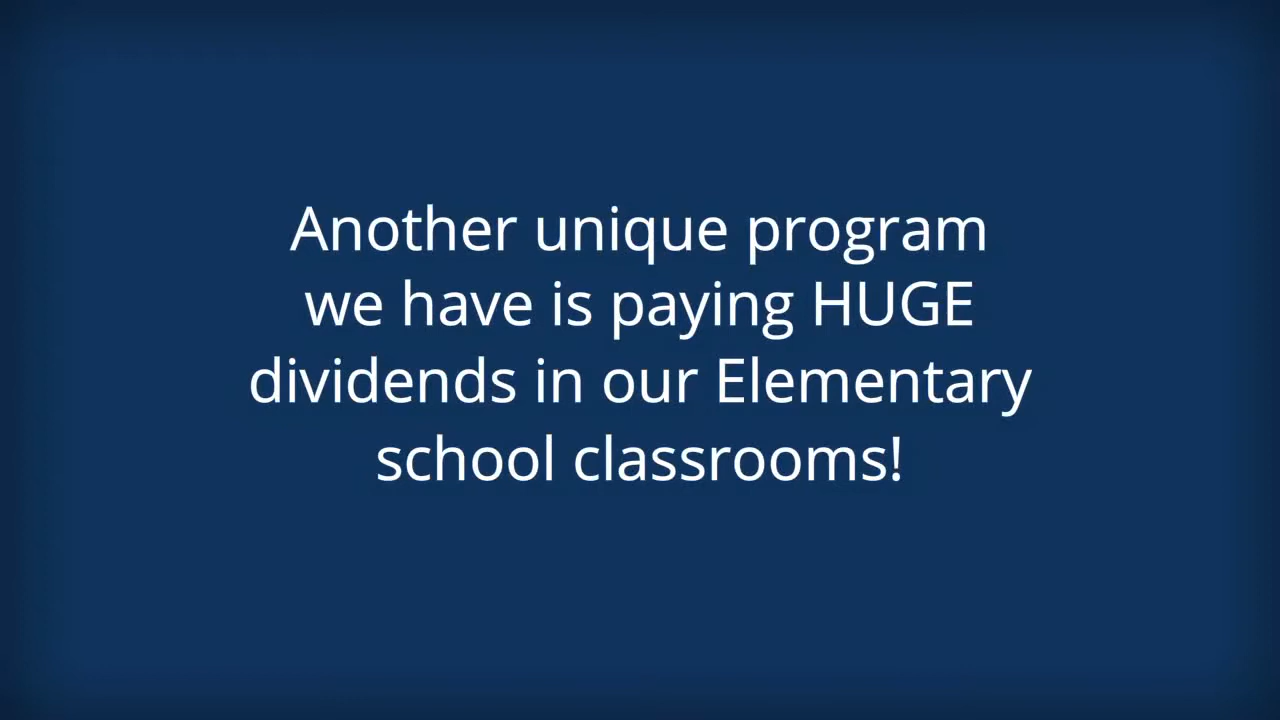 Another unique program
we have is paying HUGE
dividends in our Elementary
school classrooms!